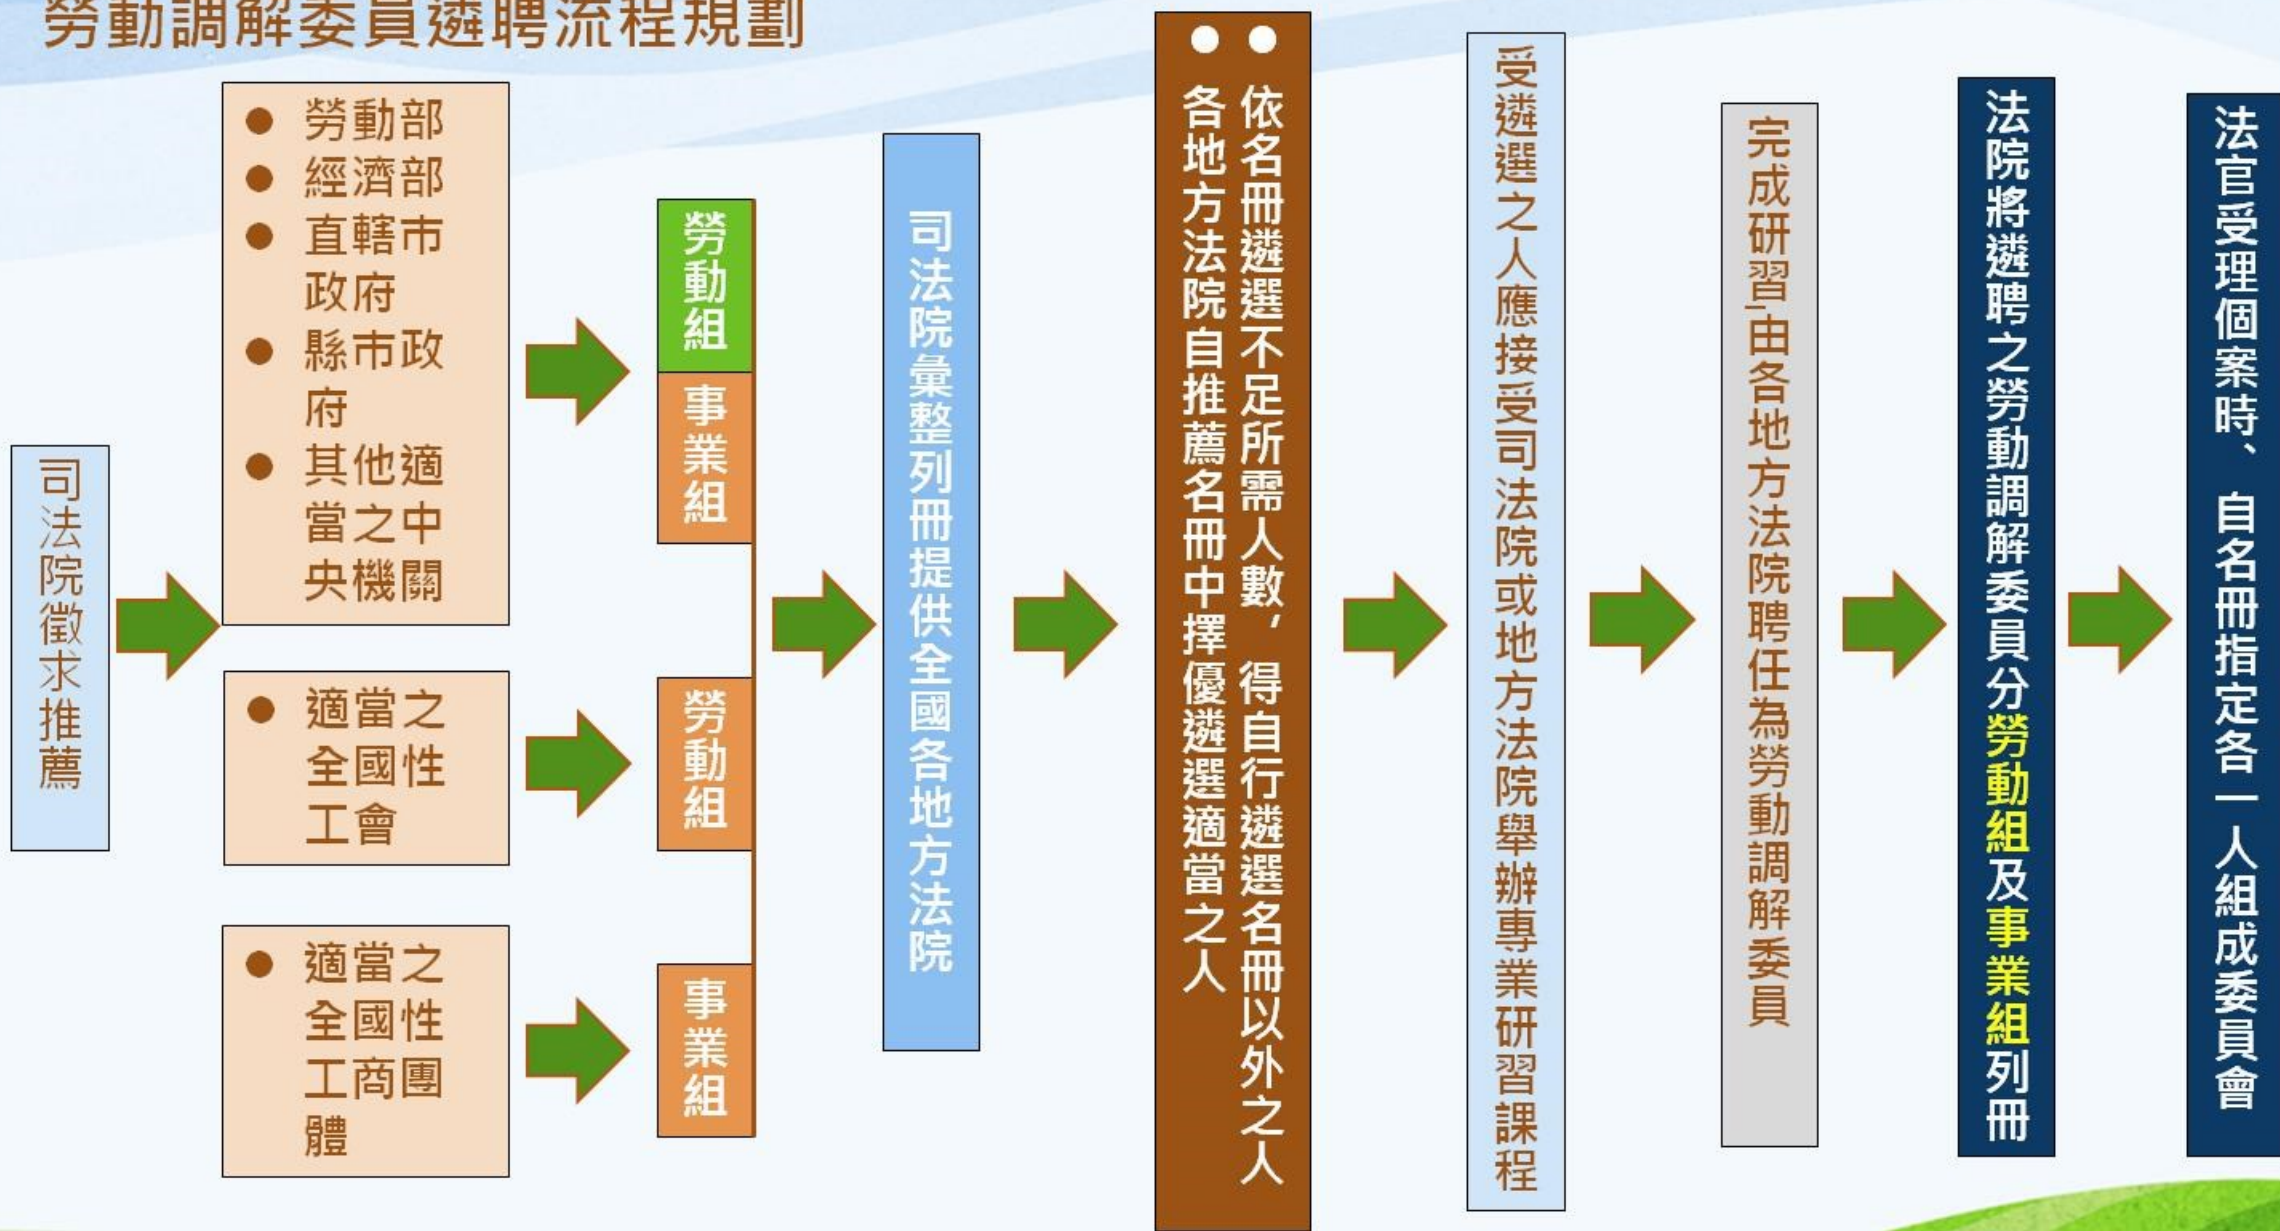 勞動調解委員遴聘流程規劃
司法院徵求推薦
● 勞動部
● 經濟部
● 直轄市
政府
● 縣市政
府
● 其他適
當之中
央機關
● 適當之
全國性
工會
● 適當之
全國性
工商團
體
勞動組
事業組
勞動組
事業組
司法院彙整列冊提供全國各地方法院
● 依名冊遴選不足所需人數，得自行遴選名冊以外之人
● 各地方法院自推薦名冊中擇優遴選適當之人
受遴選之人應接受司法院或地方法院舉辦專業研習課程
完成研習_由各地方法院聘任為勞動調解委員
法院將遴聘之勞動調解委員分勞動組及事業組列冊
法官受理個案時、自名冊指定各一人組成委員會